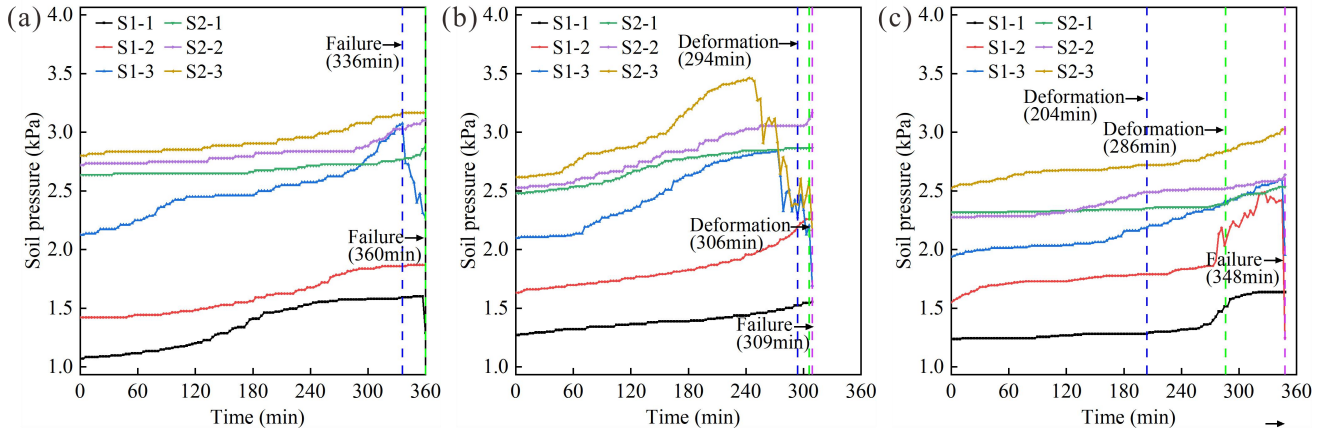 (a)
S1-1 S2-1
S1-2 S2-2
S1-3 S2-3
Failure
(336min)
Failure
(360min)
Soil pressure (kPa)
4.0
3.5
3.0
2.5
2.0
1.5
1.0
0 60 120 180 240 300 360
Time (min)
(b)
S1-1 S2-1
S1-2 S2-2
S1-3 S2-3
Deformation
(294min)
Deformation
(306min)
Failure
(309min)
Soil pressure (kPa)
4.0
3.5
3.0
2.5
2.0
1.5
1.0
0 60 120 180 240 300 360
Time (min)
(c)
S1-1 S2-1
S1-2 S2-2
S1-3 S2-3
Deformation
(204min)
Deformation
(286min)
Failure
(348min)
Soil pressure (kPa)
4.0
3.5
3.0
2.5
2.0
1.5
1.0
0 60 120 180 240 300 360
Time (min)